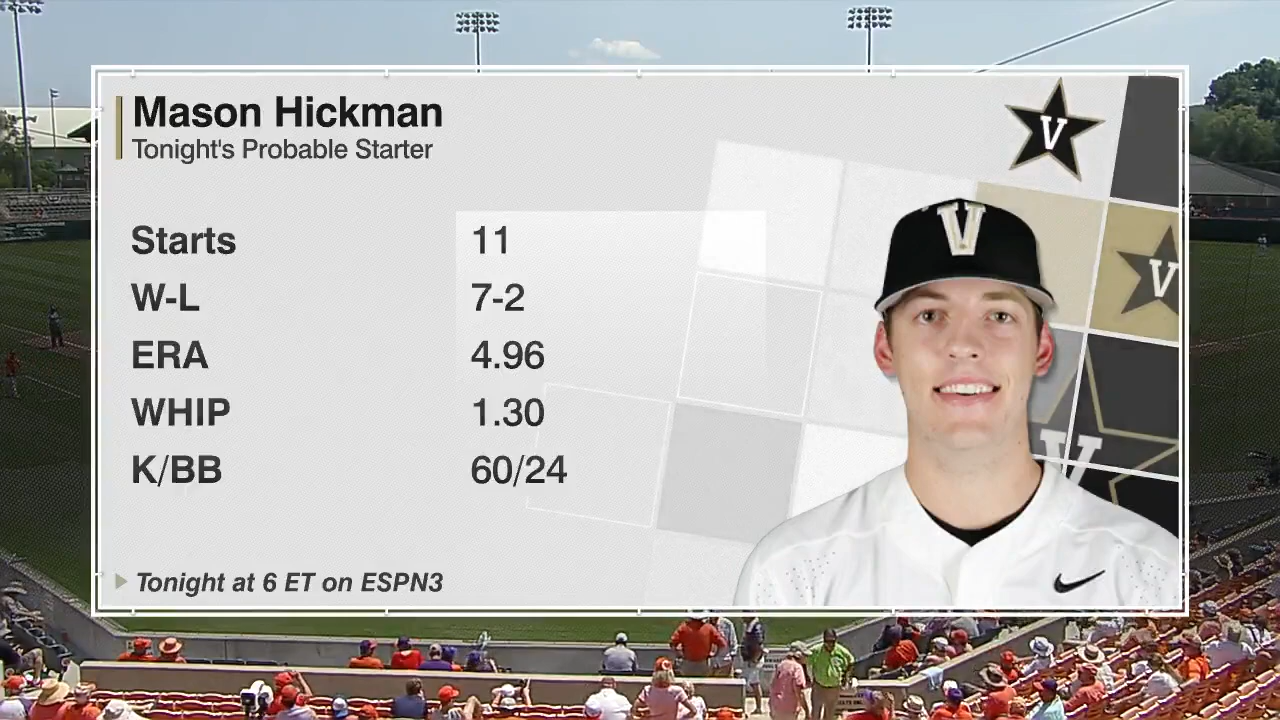 Mason Hickman
Tonight's Probable Starter
V
V
V
V
Starts 11
W-L 7-2
ERA 4.96
WHIP 1.30
K/BB 60/24
Tonight at 6 ET on ESPN3